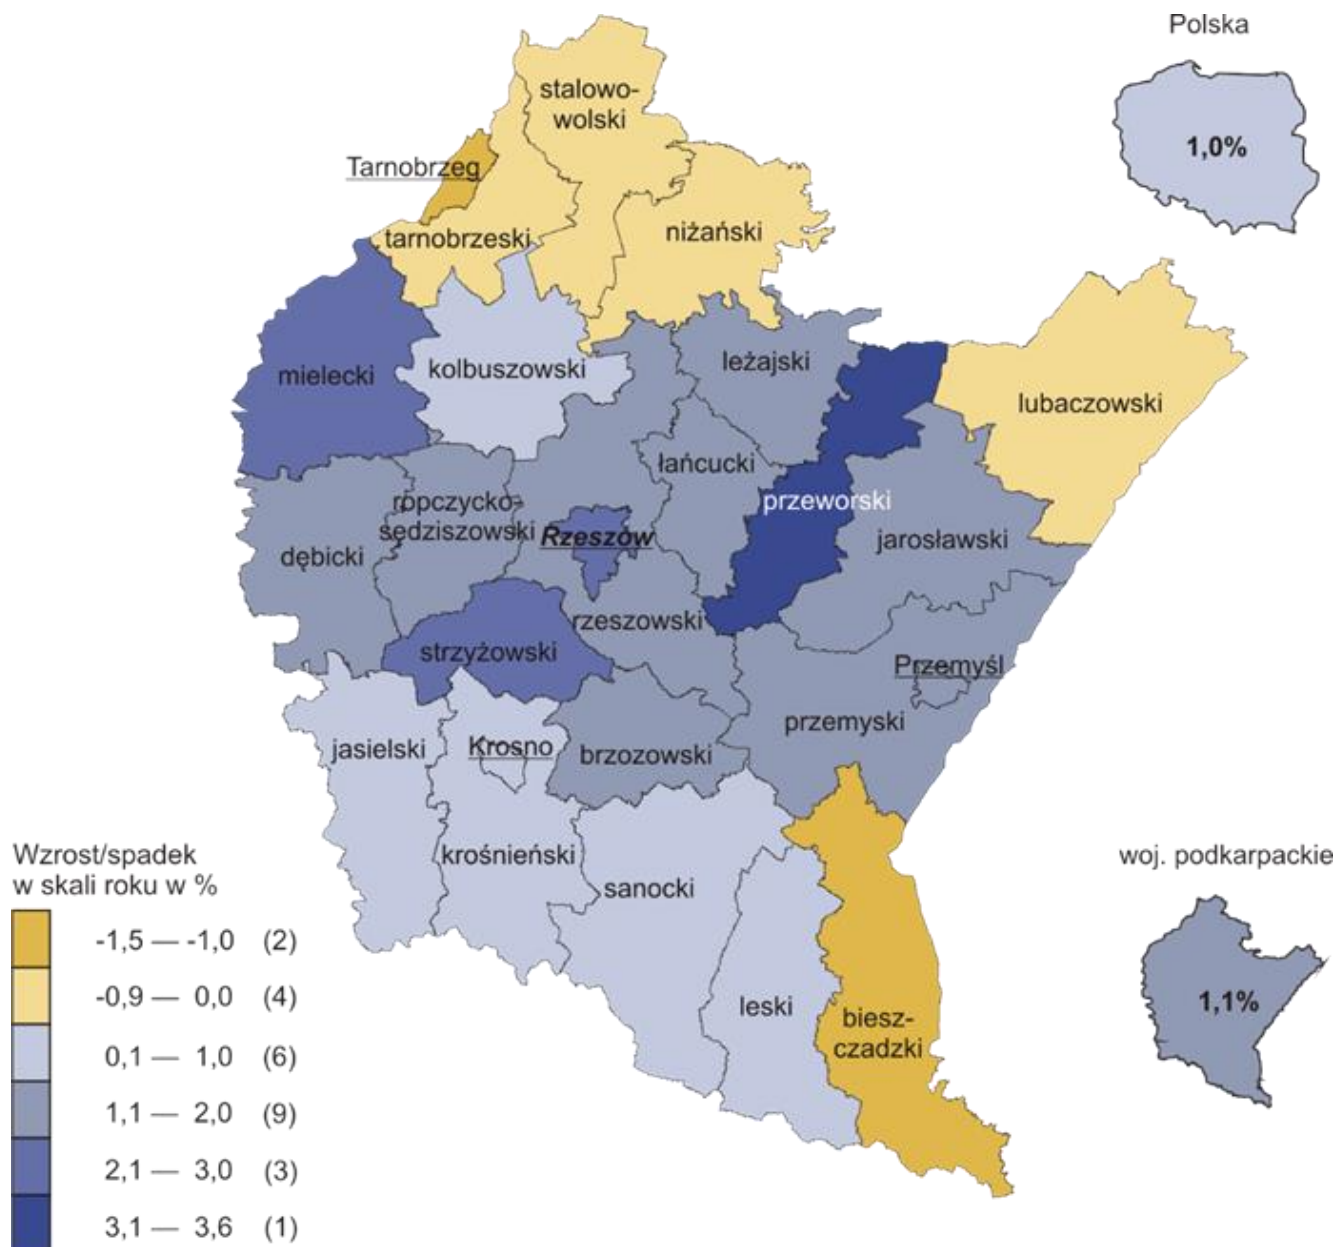 Polska
1,0%
stalowo-
wolski
Tarnobrzeg
tarnobrzeski
niżański
mielecki
kolbuszowski
leżajski
lubaczowski
łańcucki
przeworski
ropczycko-
sędziszowski
Rzeszów
jarosławski
dębicki
rzeszowski
strzyżowski
Przemyśl
przemyski
jasielski
Krosno
brzozowski
krośnieński
sanocki
leski
biesz-
czadzki
woj. podkarpackie
1,1%
Wzrost/spadek
w skali roku w %
-1,5 — -1,0 (2)
-0,9 — 0,0 (4)
0,1 — 1,0 (6)
1,1 — 2,0 (9)
2,1 — 3,0 (3)
3,1 — 3,6 (1)